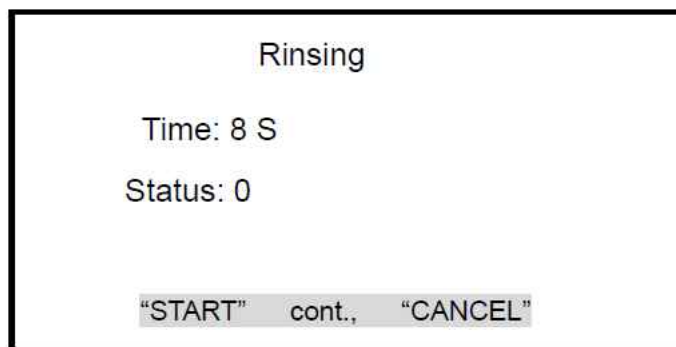 Rinsing
Time: 8 S
Status: 0
“START” cont., “CANCEL”